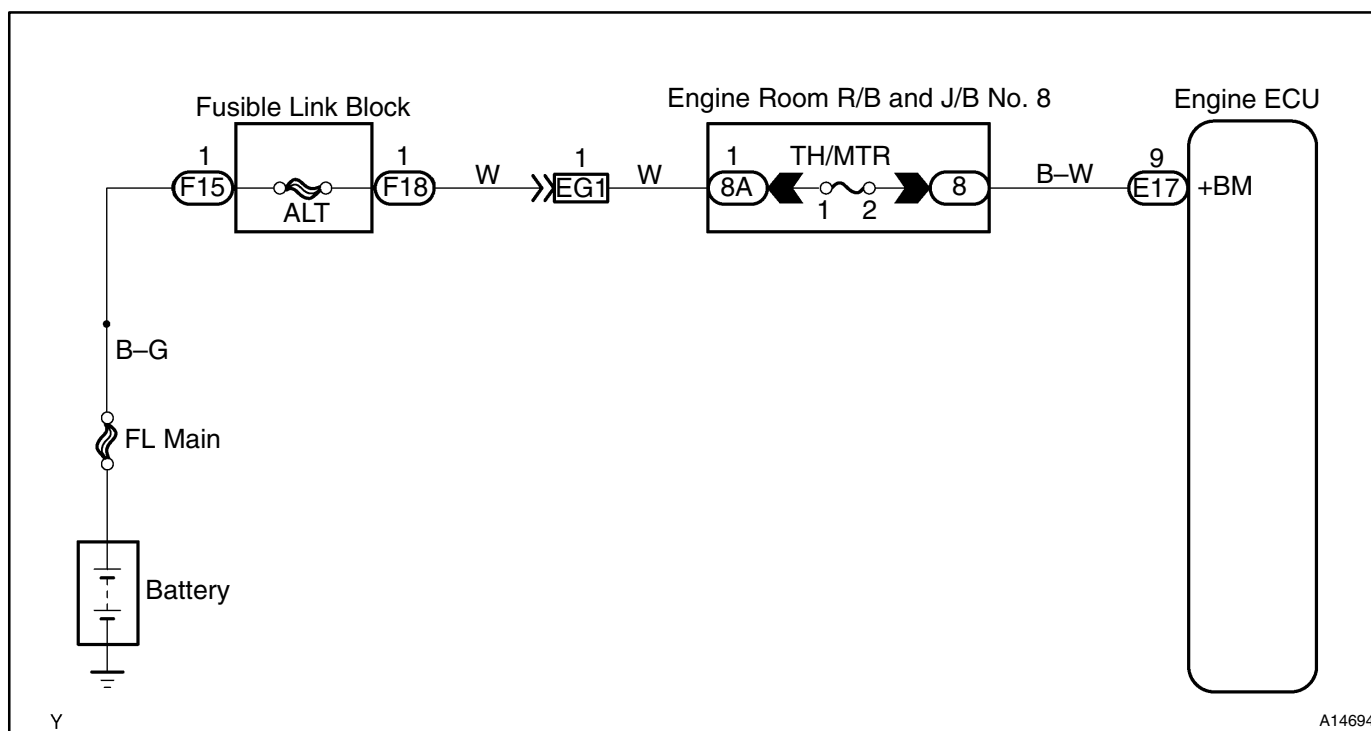 Engine Room R/B and J/B No. 8
Engine ECU
Fusible Link Block
1 1 1 1 TH/MTR 9
F15 F18 W EG1 W 8A 8 B–W E17 +BM
ALT 1 2
B–G
FL Main
Battery
Y A14694